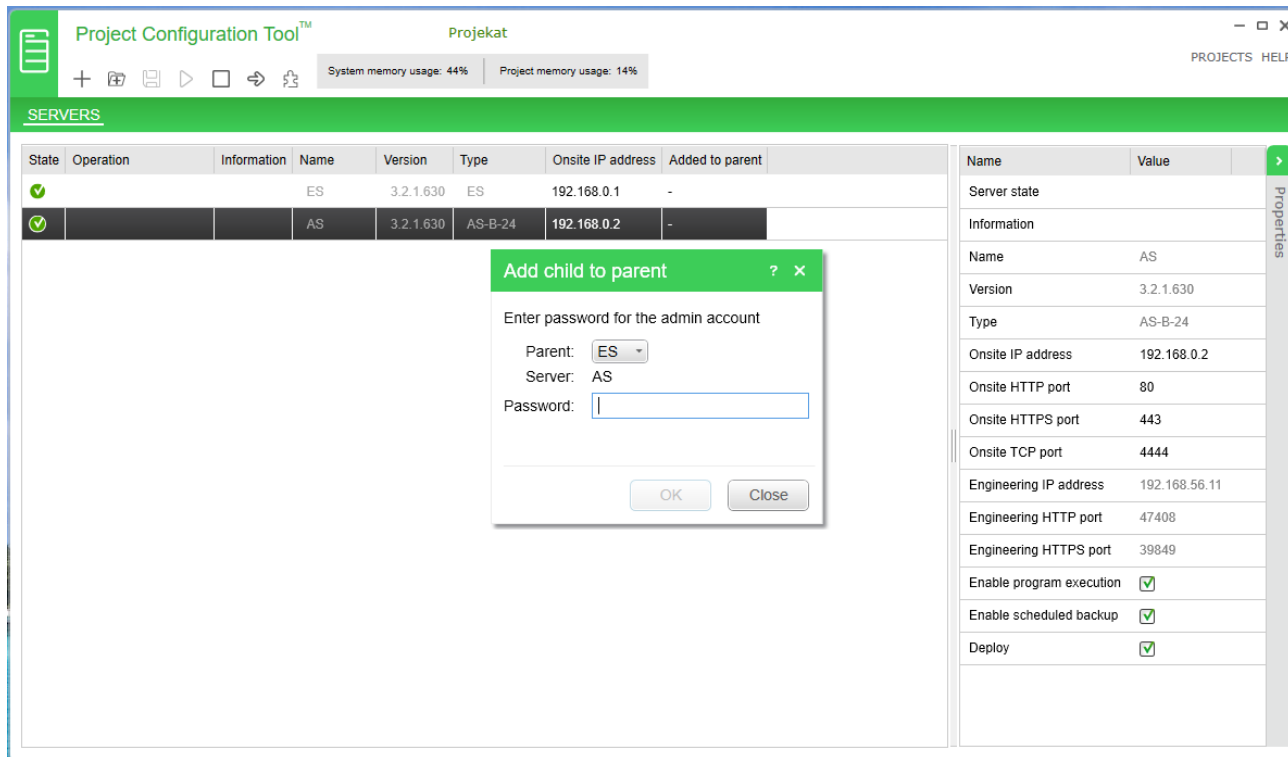 Project Configuration Tool™
Projekat
System memory usage: 44% Project memory usage: 14%
PROJECTS HELP
SERVERS
State Operation Information Name Version Type Onsite IP address Added to parent
ES 3.2.1.630 ES 192.168.0.1 -
AS 3.2.1.630 AS-B-24 192.168.0.2 -
Add child to parent ? ×
Enter password for the admin account
Parent: ES
Server: AS
Password:
OK Close
Name Value
Server state
Information
Name AS
Version 3.2.1.630
Type AS-B-24
Onsite IP address 192.168.0.2
Onsite HTTP port 80
Onsite HTTPS port 443
Onsite TCP port 4444
Engineering IP address 192.168.56.11
Engineering HTTP port 47408
Engineering HTTPS port 39849
Enable program execution
Enable scheduled backup
Deploy
Properties